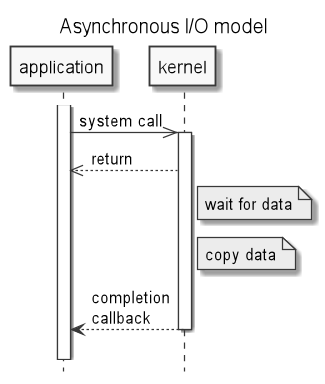 Asynchronous I/O model
application
kernel
system call
return
wait for data
copy data
completion
callback